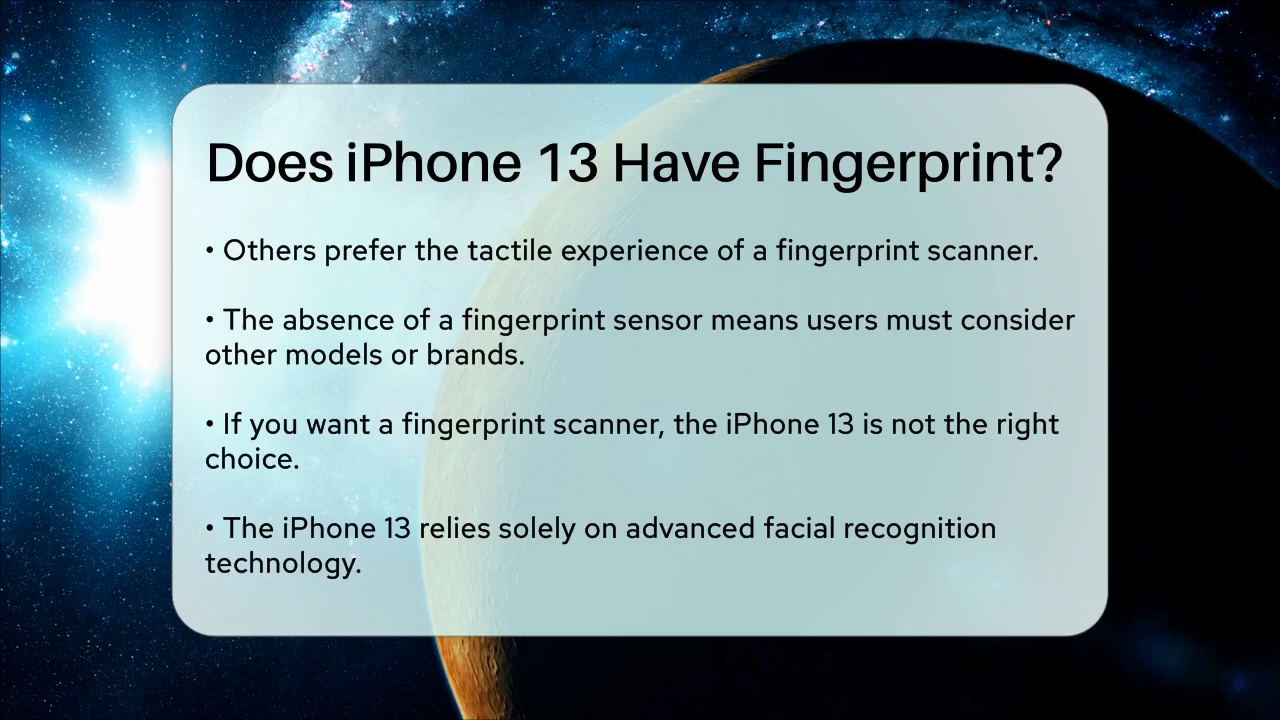 Does iPhone 13 Have Fingerprint?
• Others prefer the tactile experience of a fingerprint scanner.
• The absence of a fingerprint sensor means users must consider
other models or brands.
• If you want a fingerprint scanner, the iPhone 13 is not the right
choice.
• The iPhone 13 relies solely on advanced facial recognition
technology.